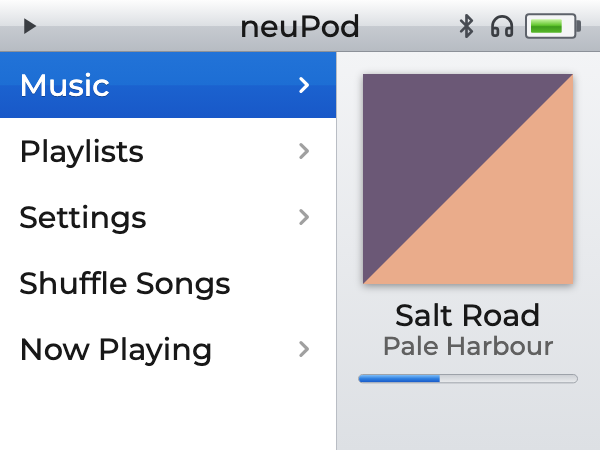 neuPod
Music
Playlists
Settings
Shuffle Songs
Now Playing
Salt Road
Pale Harbour